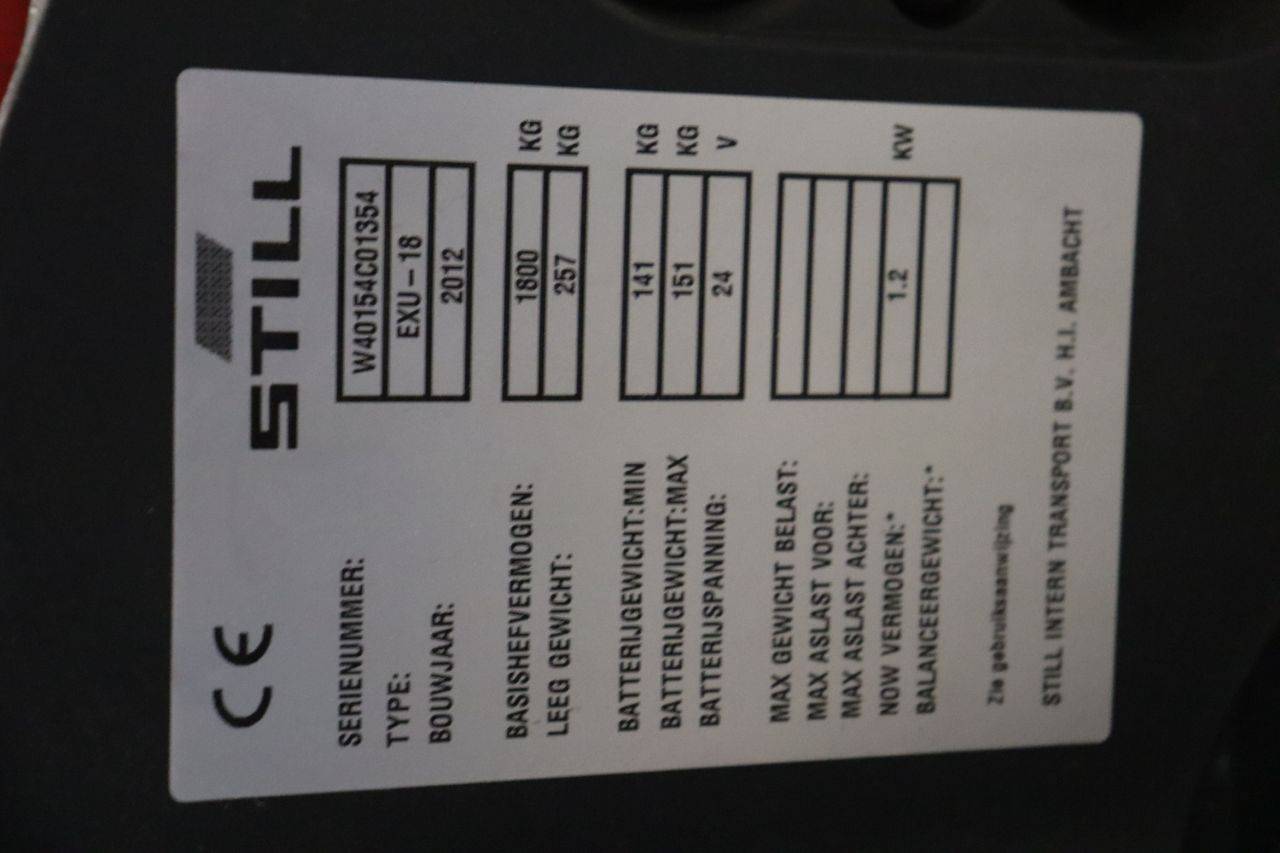 CE STILL
SERIENUMMER: W40154C01354
TYPE: EXU-18
BOUWJAAR: 2012
BASISHEFVERMOGEN: 1800 KG
LEEG GEWICHT: 257 KG
BATTERIJGEWICHT:MIN 141 KG
BATTERIJGEWICHT:MAX 151 KG
BATTERIJSPANNING: 24 V
MAX GEWICHT BELAST:
MAX ASLAST VOOR:
MAX ASLAST ACHTER:
NOW VERMOGEN:* 1.2 KW
BALANCEERGEWICHT:*
Zie gebruiksaanwijzing
STILL INTERN TRANSPORT B.V. H.I. AMBACHT